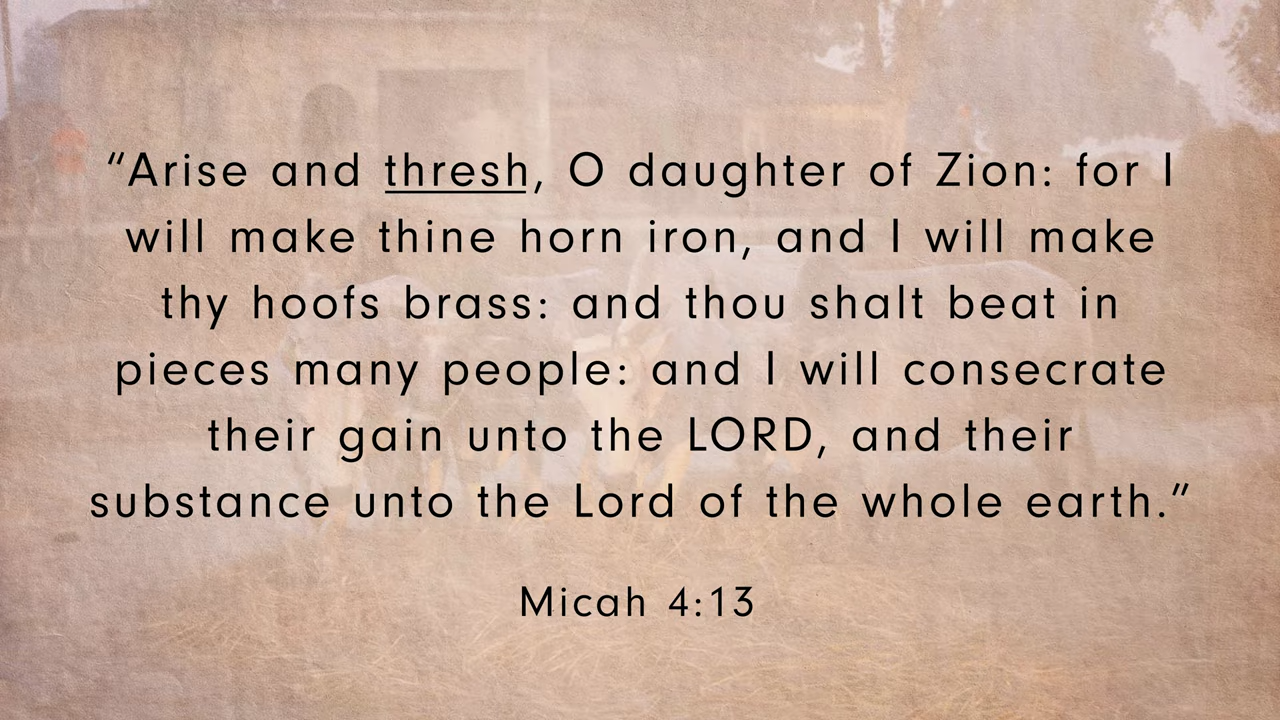 “Arise and thresh, O daughter of Zion: for I
will make thine horn iron, and I will make
thy hoofs brass: and thou shalt beat in
pieces many people: and I will consecrate
their gain unto the LORD, and their
substance unto the Lord of the whole earth.”
Micah 4:13